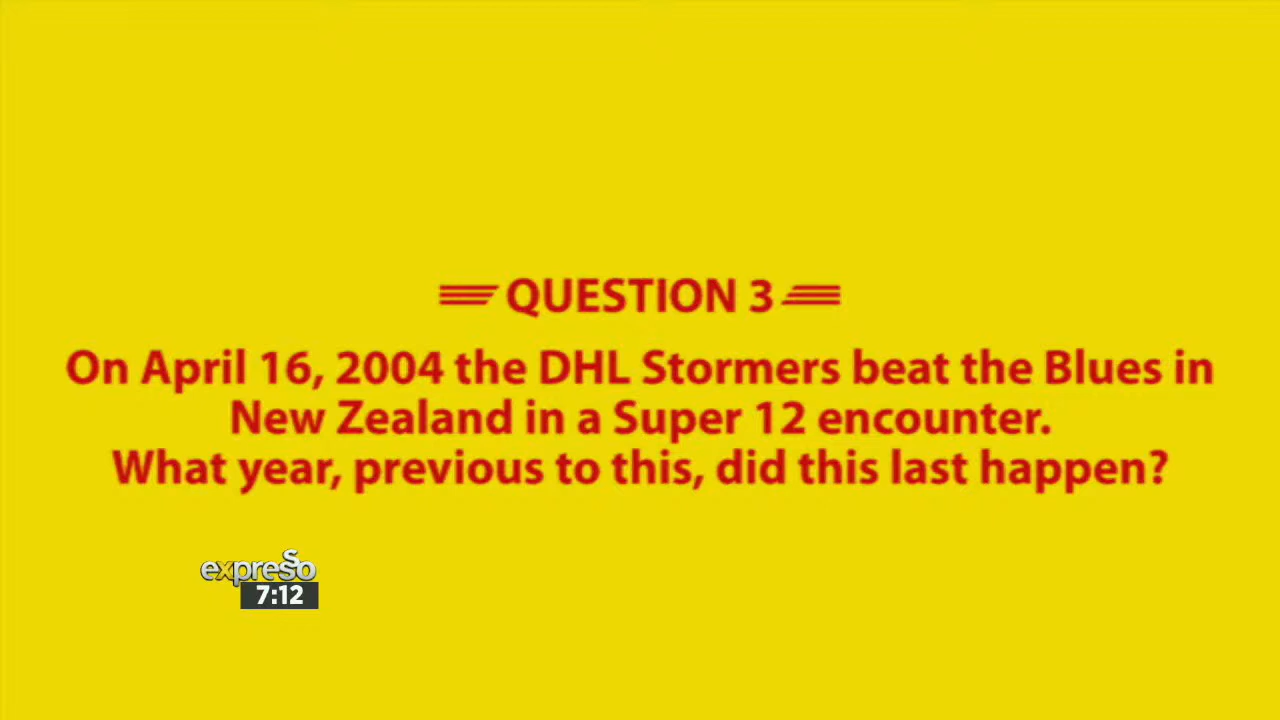 QUESTION 3
On April 16, 2004 the DHL Stormers beat the Blues in
New Zealand in a Super 12 encounter.
What year, previous to this, did this last happen?
expresso
7:12